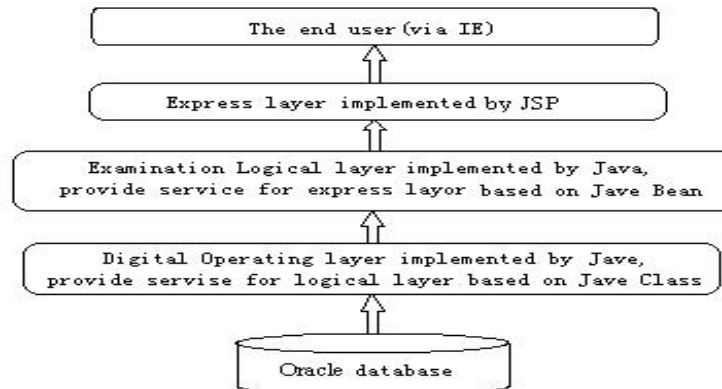 The end user(via IE)
Express layer implemented by JSP
Examination Logical layer implemented by Java,
provide service for express layor based on Jave Bean
Digital Operating layer implemented by Jave,
provide servise for logical layer based on Jave Class
Oracle database